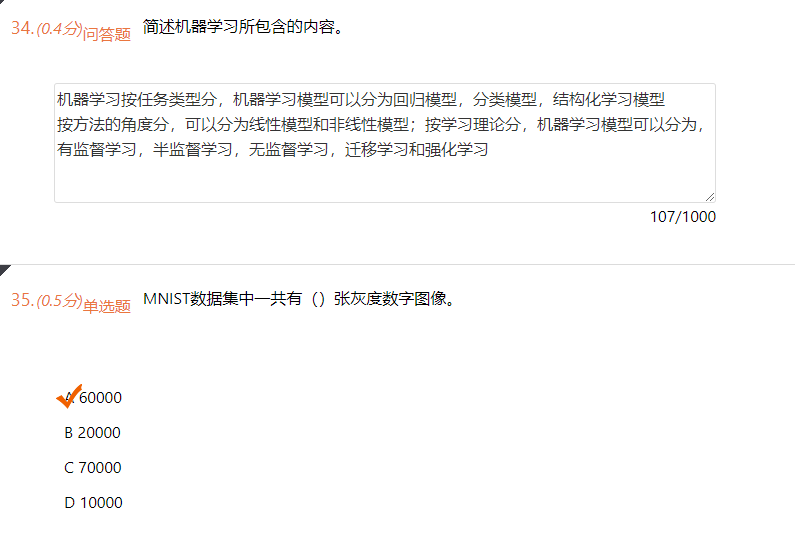 34.(0.4分)问答题 简述机器学习所包含的内容。
机器学习按任务类型分，机器学习模型可以分为回归模型，分类模型，结构化学习模型
按方法的角度分，可以分为线性模型和非线性模型；按学习理论分，机器学习模型可以分为，
有监督学习，半监督学习，无监督学习，迁移学习和强化学习
107/1000
35.(0.5分)单选题 MNIST数据集中一共有（）张灰度数字图像。
A 60000
B 20000
C 70000
D 10000